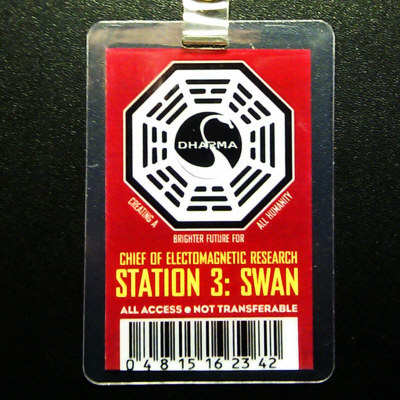 DHARMA
CREATING A
BRIGHTER FUTURE FOR
ALL HUMANITY
CHIEF OF ELECTOMAGNETIC RESEARCH
STATION 3: SWAN
ALL ACCESS ● NOT TRANSFERABLE
0 4 8 15 16 23 42